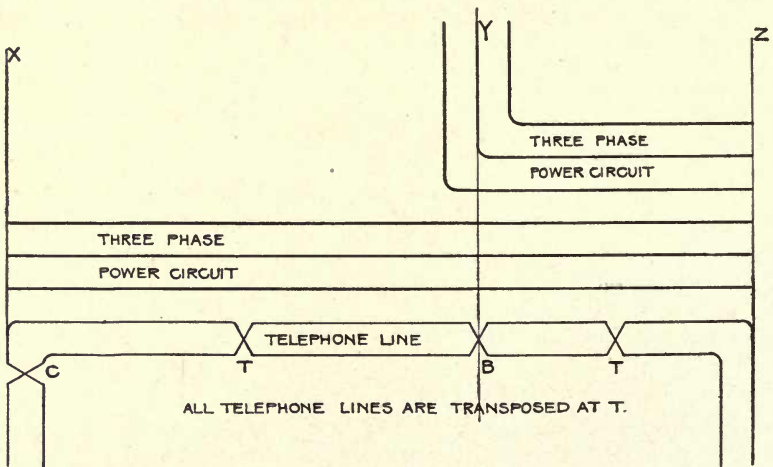 X
Y
Z
THREE PHASE
POWER CIRCUIT
THREE PHASE
POWER CIRCUIT
TELEPHONE LINE
C
T
B
T
ALL TELEPHONE LINES ARE TRANSPOSED AT T.